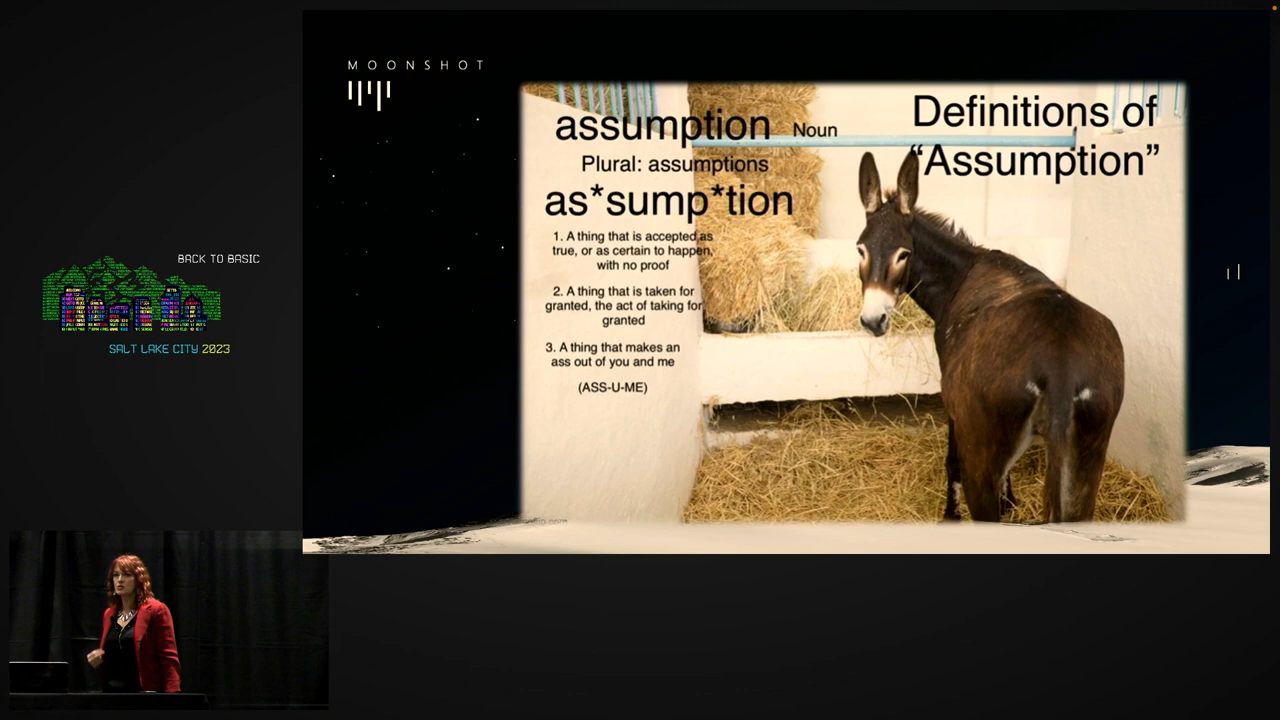 MOONSHOT
assumption Noun
Plural: assumptions
as*sump*tion
1. A thing that is accepted as
true, or as certain to happen,
with no proof
2. A thing that is taken for
granted, the act of taking for
granted
3. A thing that makes an
ass out of you and me
(ASS-U-ME)
Definitions of
“Assumption”
BACK TO BASIC
SALT LAKE CITY 2023